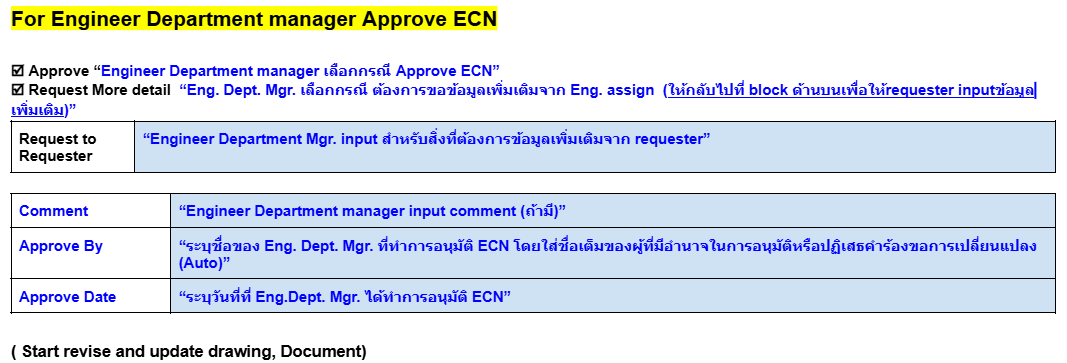 For Engineer Department manager Approve ECN
☑ Approve “Engineer Department manager เลือกกรณี Approve ECN”
☑ Request More detail “Eng. Dept. Mgr. เลือกกรณี ต้องการขอข้อมูลเพิ่มเติมจาก Eng. assign (ให้กลับไปที่ block ด้านบนเพื่อให้requester inputข้อมูล
เพิ่มเติม)”
Request to
Requester
“Engineer Department Mgr. input สำหรับสิ่งที่ต้องการข้อมูลเพิ่มเติมจาก requester”
Comment
“Engineer Department manager input comment (ถ้ามี)”
Approve By
“ระบุชื่อของ Eng. Dept. Mgr. ที่ทำการอนุมัติ ECN โดยใส่ชื่อเต็มของผู้ที่มีอำนาจในการอนุมัติหรือปฏิเสธคำร้องขอการเปลี่ยนแปลง
(Auto)”
Approve Date
“ระบุวันที่ที่ Eng.Dept. Mgr. ได้ทำการอนุมัติ ECN”
( Start revise and update drawing, Document)